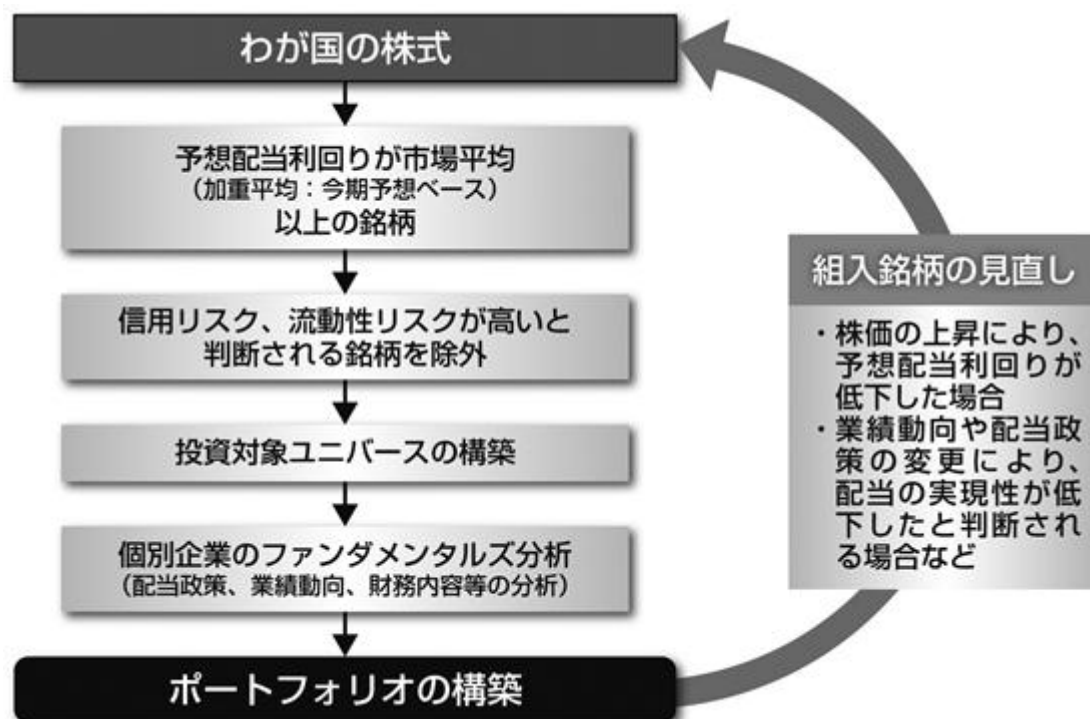 わが国の株式
予想配当利回りが市場平均
（加重平均：今期予想ベース）
以上の銘柄
信用リスク、流動性リスクが高いと
判断される銘柄を除外
投資対象ユニバースの構築
個別企業のファンダメンタルズ分析
（配当政策、業績動向、財務内容等の分析）
ポートフォリオの構築
組入銘柄の見直し
・株価の上昇により、
予想配当利回りが
低下した場合
・業績動向や配当政
策の変更により、
配当の実現性が低
下したと判断され
る場合など